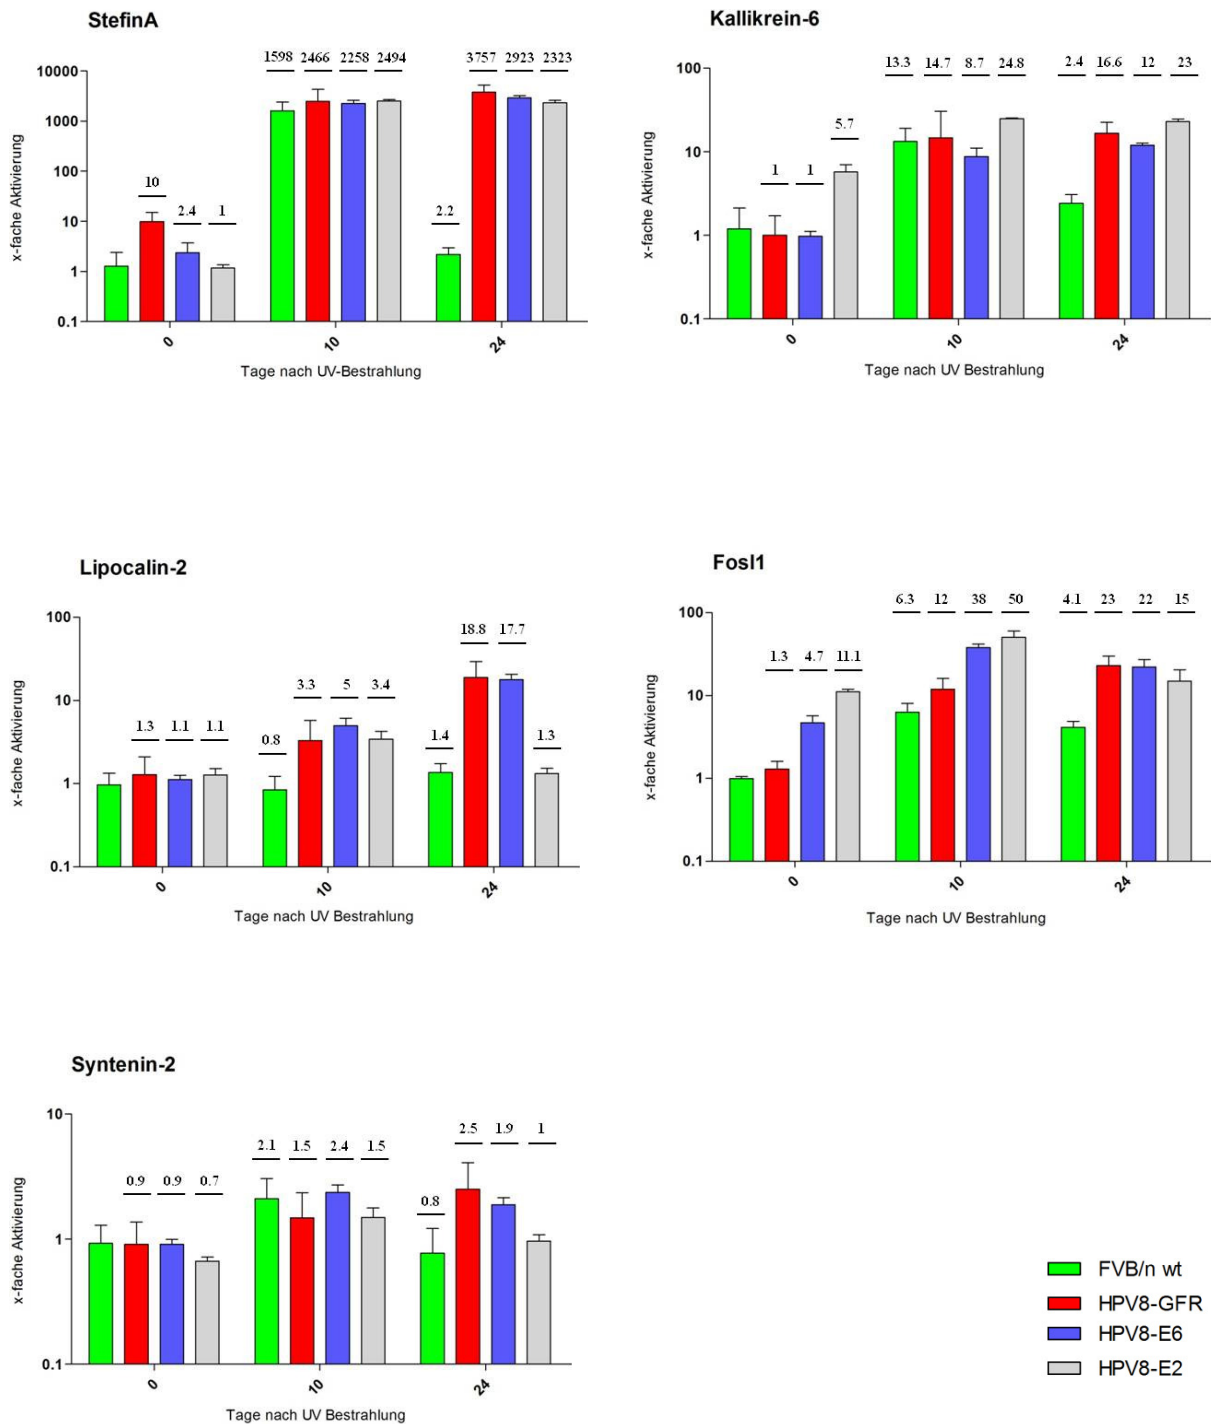 StefinA
1598 2466 2258 2494 3757 2923 2323
10000
1000
100
10
1
0.1
10 2.4 1 2.2
x-fache Aktivierung
0 10 24
Tage nach UV-Bestrahlung
Kallikrein-6
13.3 14.7 8.7 24.8 2.4 16.6 12 23
100
10
1
0.1
1 1 5.7
x-fache Aktivierung
0 10 24
Tage nach UV Bestrahlung
Lipocalin-2
100
10
1
0.1
1.3 1.1 1.1 0.8 3.3 5 3.4 1.4 18.8 17.7 1.3
x-fache Aktivierung
0 10 24
Tage nach UV Bestrahlung
Fosl1
6.3 12 38 50 4.1 23 22 15
100
10
1
0.1
1.3 4.7 11.1
x-fache Aktivierung
0 10 24
Tage nach UV Bestrahlung
Syntenin-2
10
1
0.1
0.9 0.9 0.7 2.1 1.5 2.4 1.5 0.8 2.5 1.9 1
x-fache Aktivierung
0 10 24
Tage nach UV Bestrahlung
FVB/n wt
HPV8-GFR
HPV8-E6
HPV8-E2